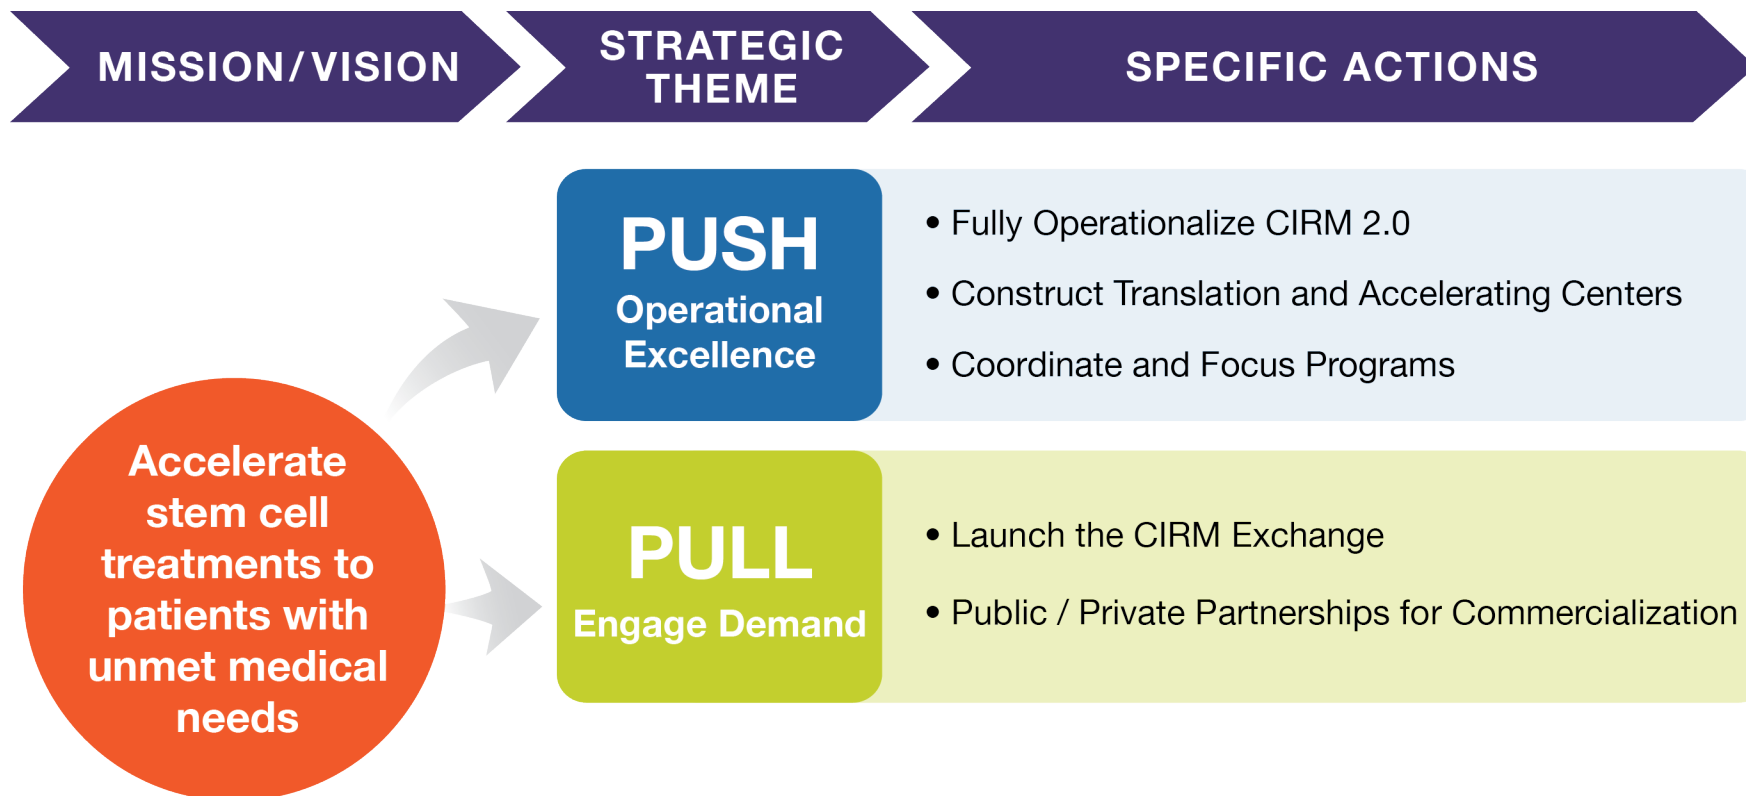 MISSION/VISION
STRATEGIC
THEME
SPECIFIC ACTIONS
Accelerate
stem cell
treatments to
patients with
unmet medical
needs
PUSH
Operational
Excellence
• Fully Operationalize CIRM 2.0
• Construct Translation and Accelerating Centers
• Coordinate and Focus Programs
PULL
Engage Demand
• Launch the CIRM Exchange
• Public / Private Partnerships for Commercialization